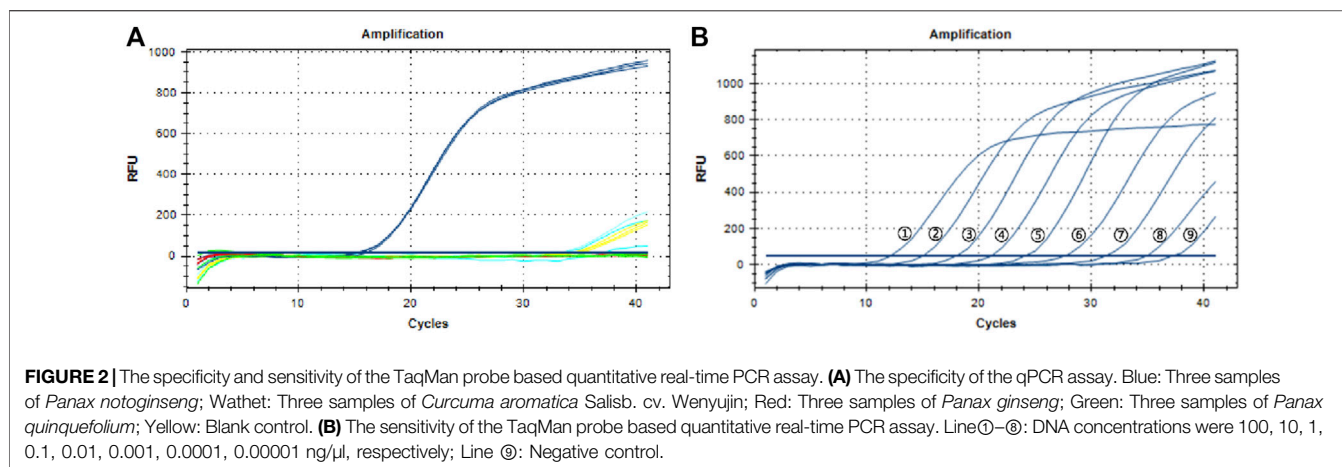 A
Amplification
1000
800
600
400
200
0
RFU
0
10
20
30
40
Cycles
B
Amplification
1000
800
600
400
200
0
RFU
① ② ③ ④ ⑤ ⑥ ⑦ ⑧ ⑨
0
10
20
30
40
Cycles
FIGURE 2 | The specificity and sensitivity of the TaqMan probe based quantitative real-time PCR assay. (A) The specificity of the qPCR assay. Blue: Three samples
of Panax notoginseng; Wathet: Three samples of Curcuma aromatica Salisb. cv. Wenyujin; Red: Three samples of Panax ginseng; Green: Three samples of Panax
quinquefolium; Yellow: Blank control. (B) The sensitivity of the TaqMan probe based quantitative real-time PCR assay. Line①–⑧: DNA concentrations were 100, 10, 1,
0.1, 0.01, 0.001, 0.0001, 0.00001 ng/μl, respectively; Line ⑨: Negative control.